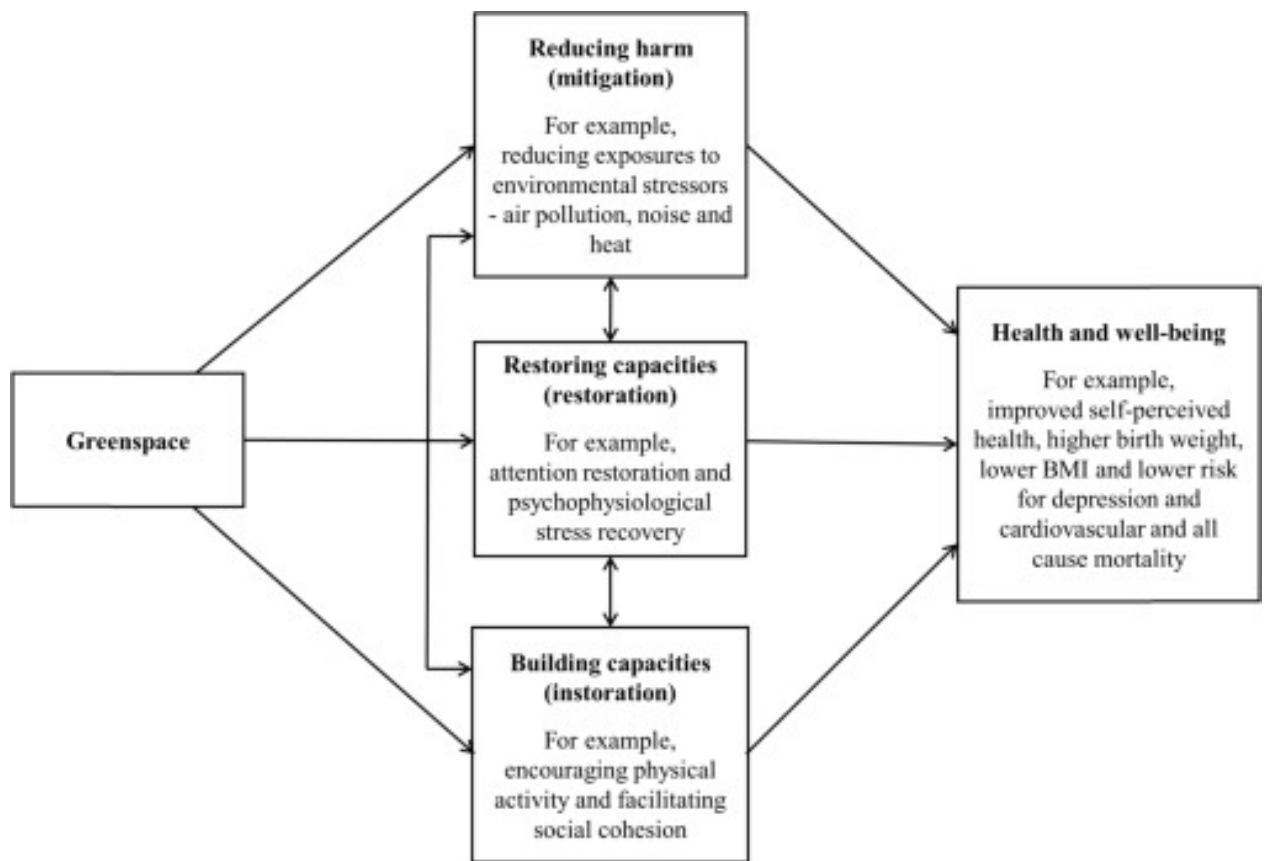 Reducing harm
(mitigation)
For example,
reducing exposures to
environmental stressors
- air pollution, noise and
heat
Greenspace
Restoring capacities
(restoration)
For example,
attention restoration and
psychophysiological
stress recovery
Building capacities
(instoration)
For example,
encouraging physical
activity and facilitating
social cohesion
Health and well-being
For example,
improved self-perceived
health, higher birth weight,
lower BMI and lower risk
for depression and
cardiovascular and all
cause mortality